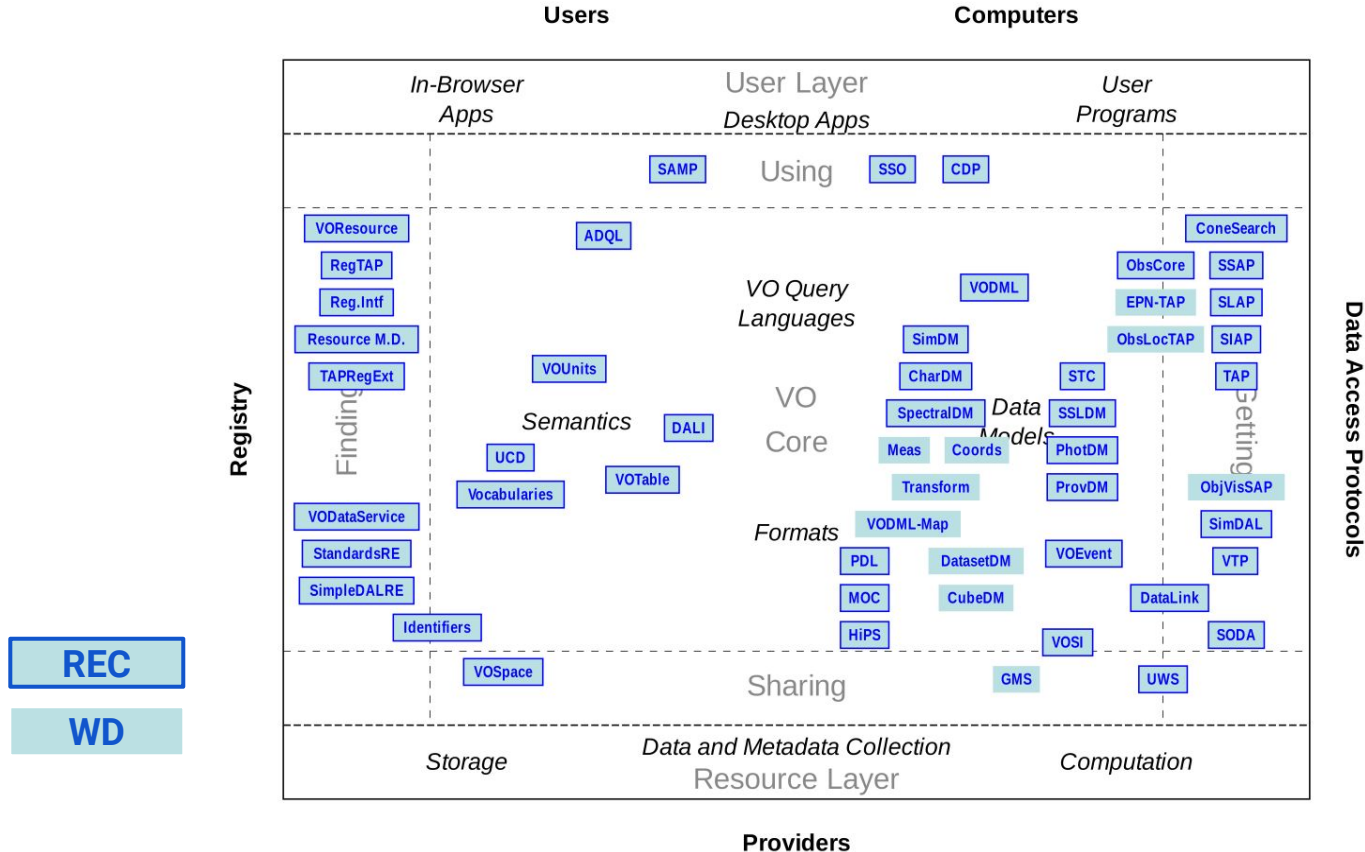 Users
Computers
In-Browser
Apps
User Layer
Desktop Apps
User
Programs
SAMP
Using
SSO
CDP
VOResource
RegTAP
Reg.Intf
Resource M.D.
TAPRegExt
Finding
VODataService
StandardsRE
SimpleDALRE
Identifiers
Registry
ADQL
VOUnits
Semantics
DALI
UCD
VOTable
Vocabularies
VO Query
Languages
VO
Core
Formats
VODML
SimDM
CharDM
SpectralDM
Data
Models
Meas
Coords
Transform
VODML-Map
PDL
DatasetDM
MOC
CubeDM
HiPS
STC
SSLDM
PhotDM
ProvDM
VOEvent
VOSI
ObsCore
EPN-TAP
ObsLocTAP
DataLink
ConeSearch
SSAP
SLAP
SIAP
TAP
Getting
ObjVisSAP
SimDAL
VTP
SODA
Data Access Protocols
REC
WD
VOSpace
Sharing
GMS
UWS
Storage
Data and Metadata Collection
Resource Layer
Computation
Providers